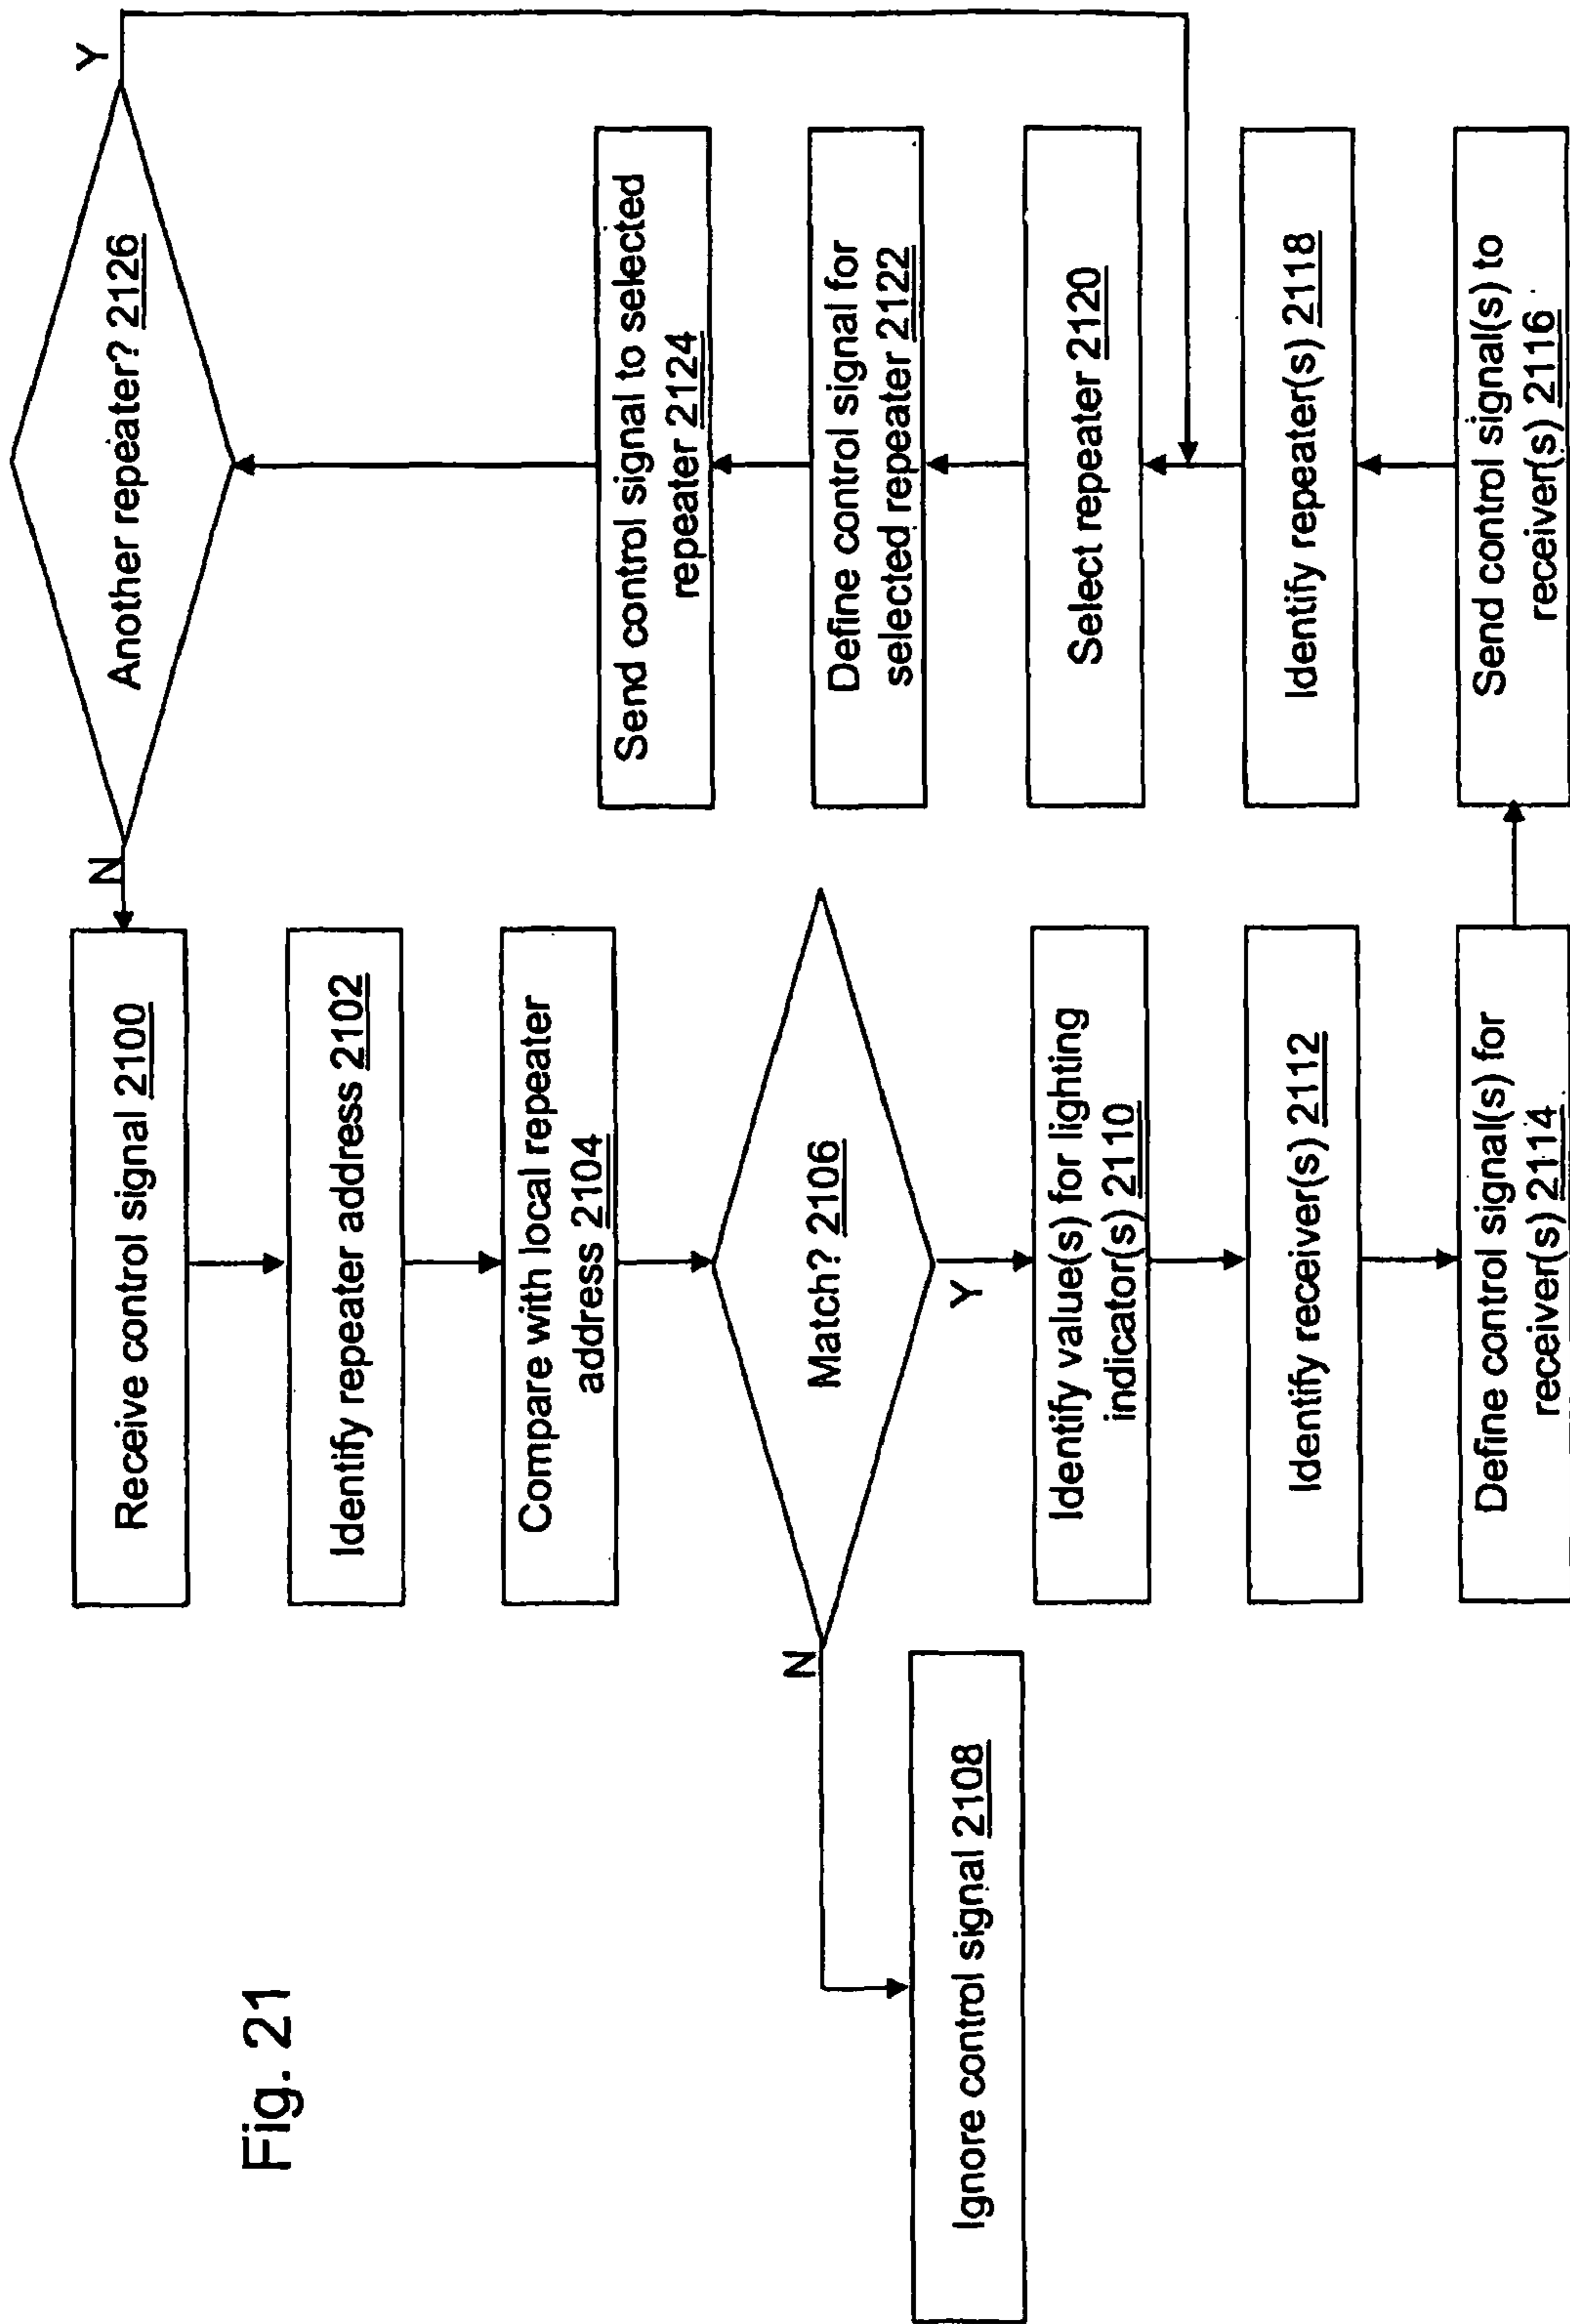 Fig. 21
Receive control signal 2100
Identify repeater address 2102
Compare with local repeater
address 2104
Match? 2106
N
Ignore control signal 2108
Y
Identify value(s) for lighting
indicator(s) 2110
Identify receiver(s) 2112
Define control signal(s) for
receiver(s) 2114
Send control signal(s) to
receiver(s) 2116
Identify repeater(s) 2118
Select repeater 2120
Define control signal for
selected repeater 2122
Send control signal to selected
repeater 2124
Another repeater? 2126
N
Y